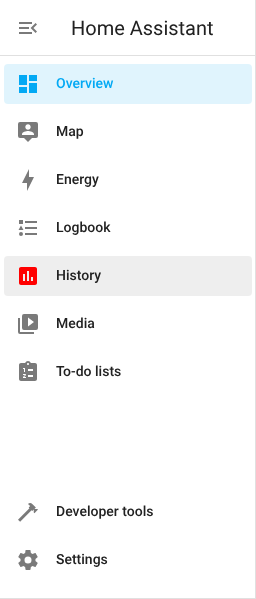 Home Assistant
Overview
Map
Energy
Logbook
History
Media
To-do lists
Developer tools
Settings